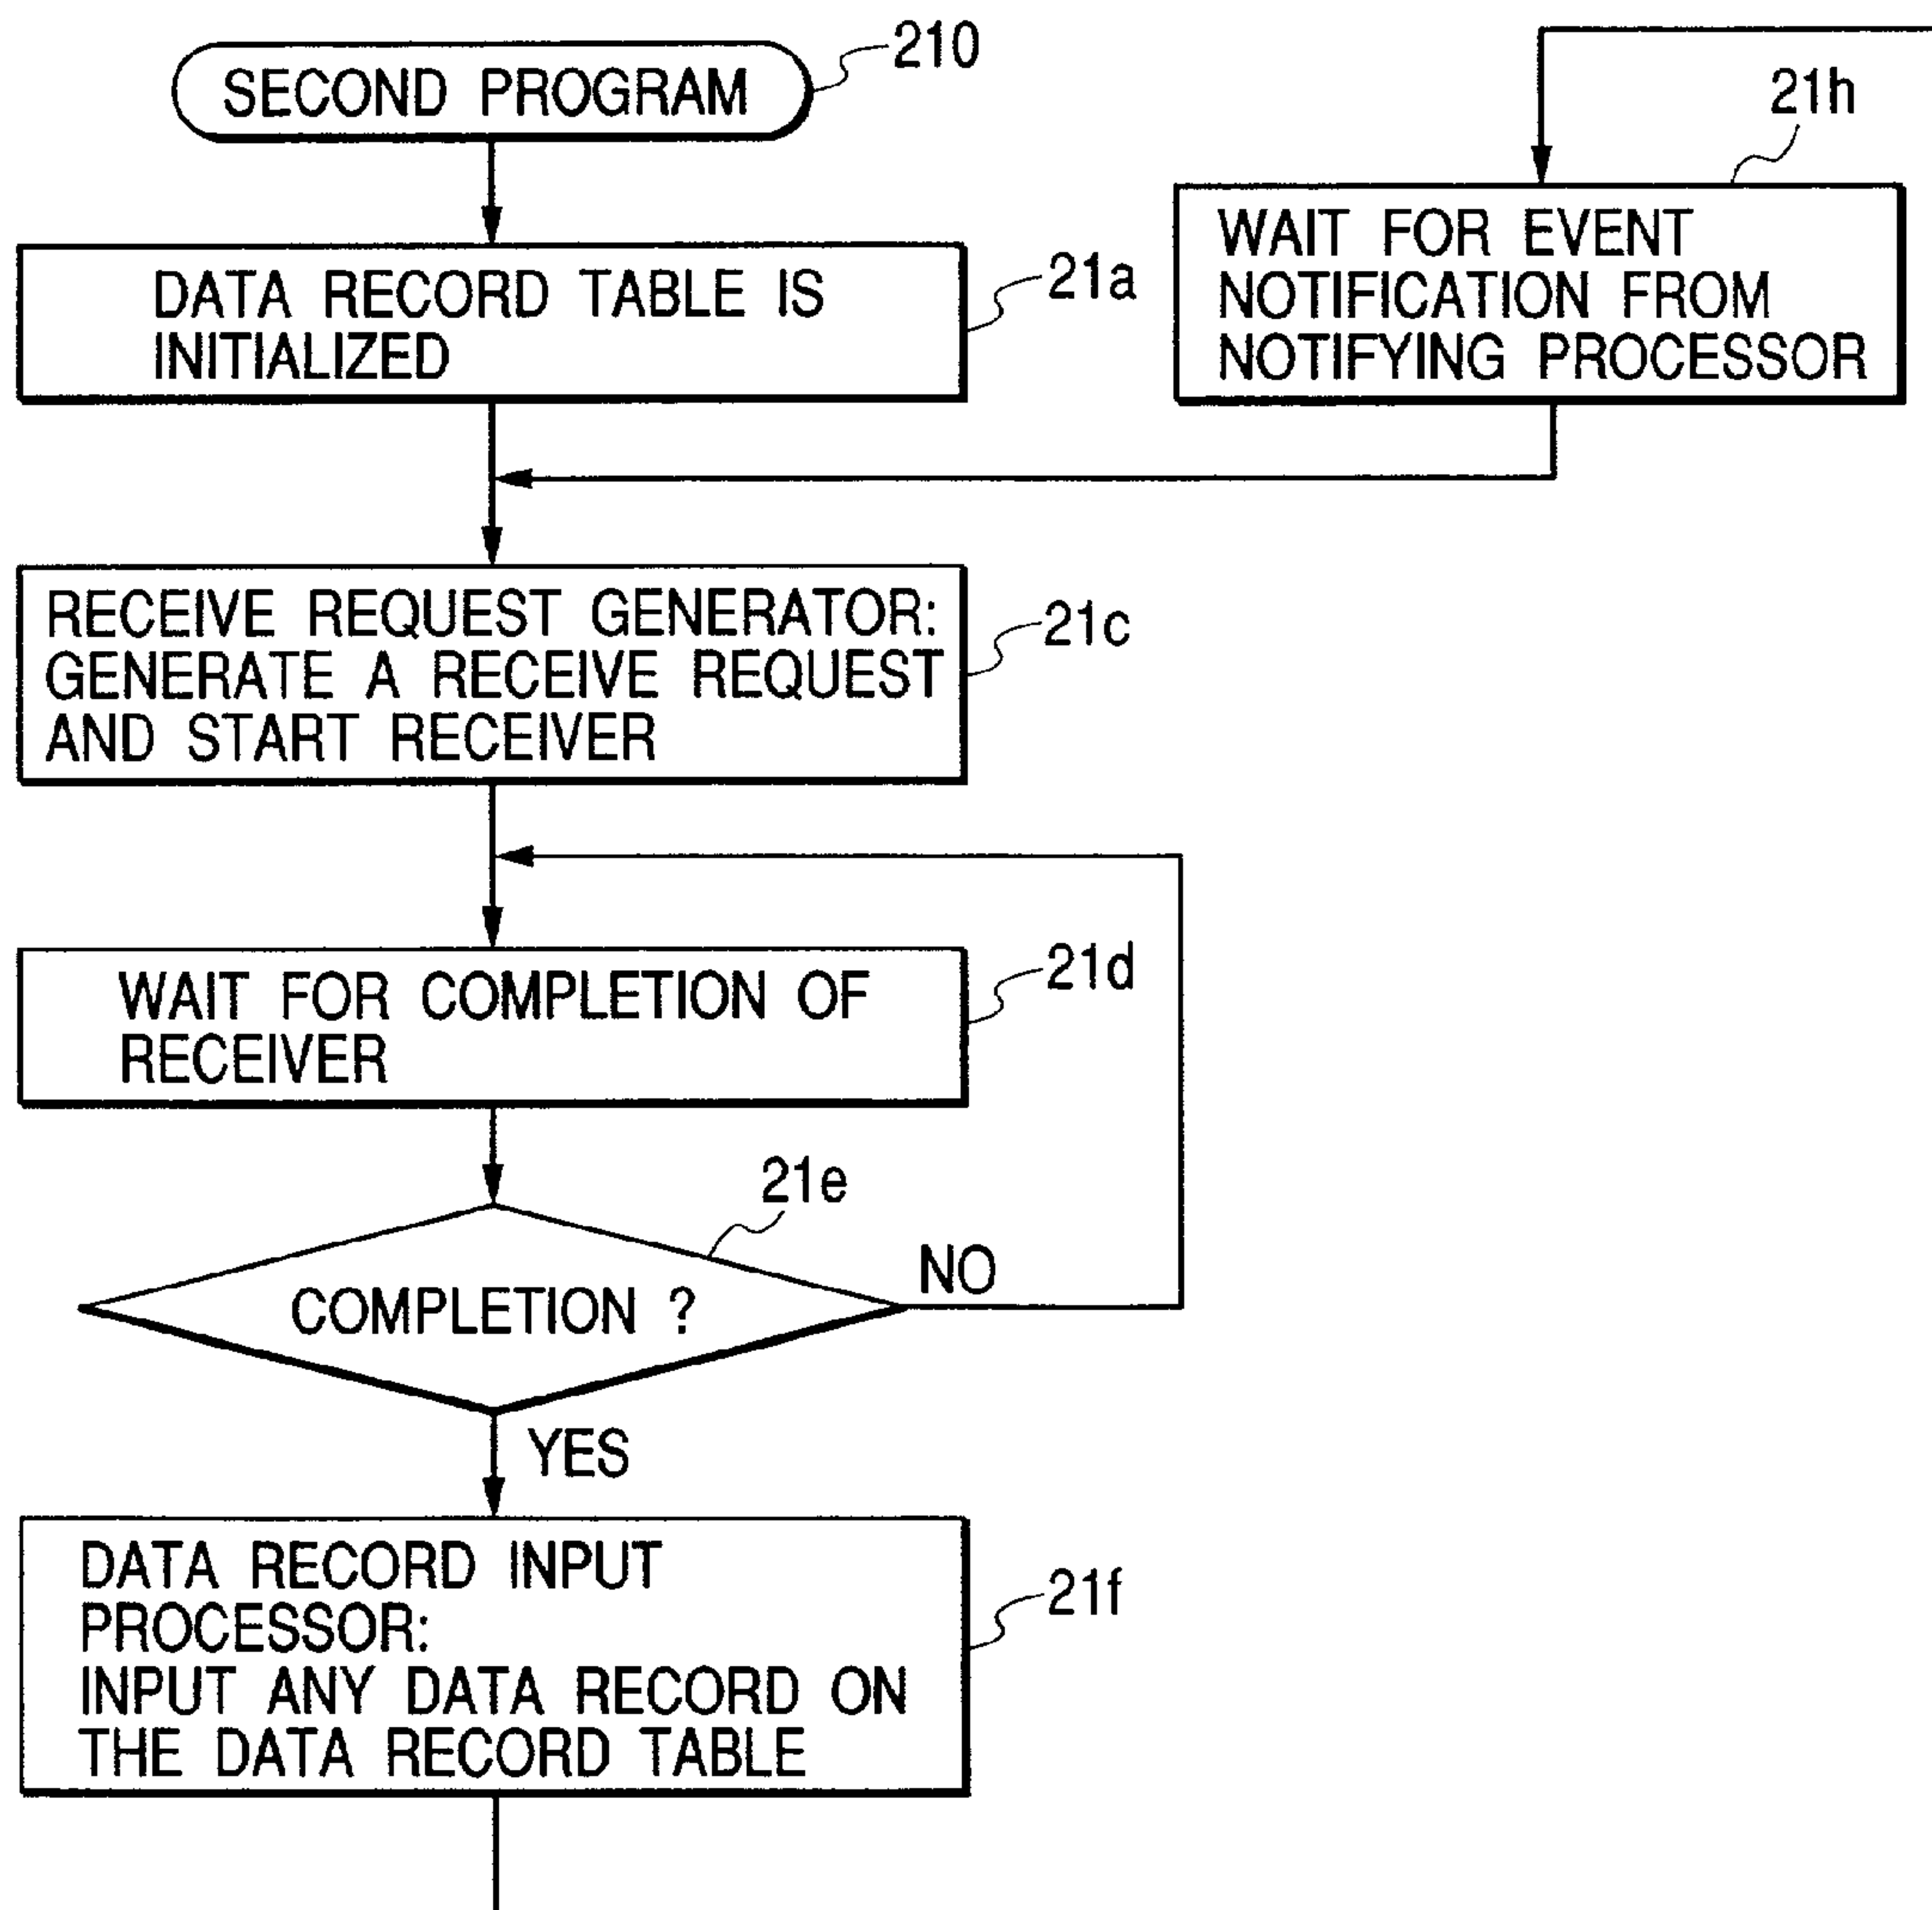 SECOND PROGRAM
210
21h
WAIT FOR EVENT
NOTIFICATION FROM
NOTIFYING PROCESSOR
DATA RECORD TABLE IS
INITIALIZED
21a
RECEIVE REQUEST GENERATOR:
GENERATE A RECEIVE REQUEST
AND START RECEIVER
21c
WAIT FOR COMPLETION OF
RECEIVER
21d
21e
COMPLETION ?
NO
YES
DATA RECORD INPUT
PROCESSOR:
INPUT ANY DATA RECORD ON
THE DATA RECORD TABLE
21f